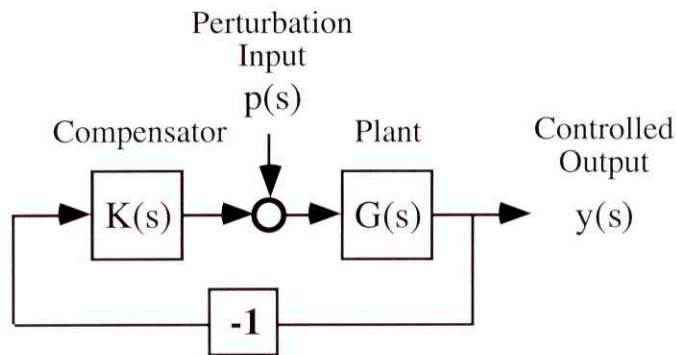 Perturbation
Input
p(s)
Compensator
Plant
Controlled
Output
K(s)
G(s)
y(s)
-1